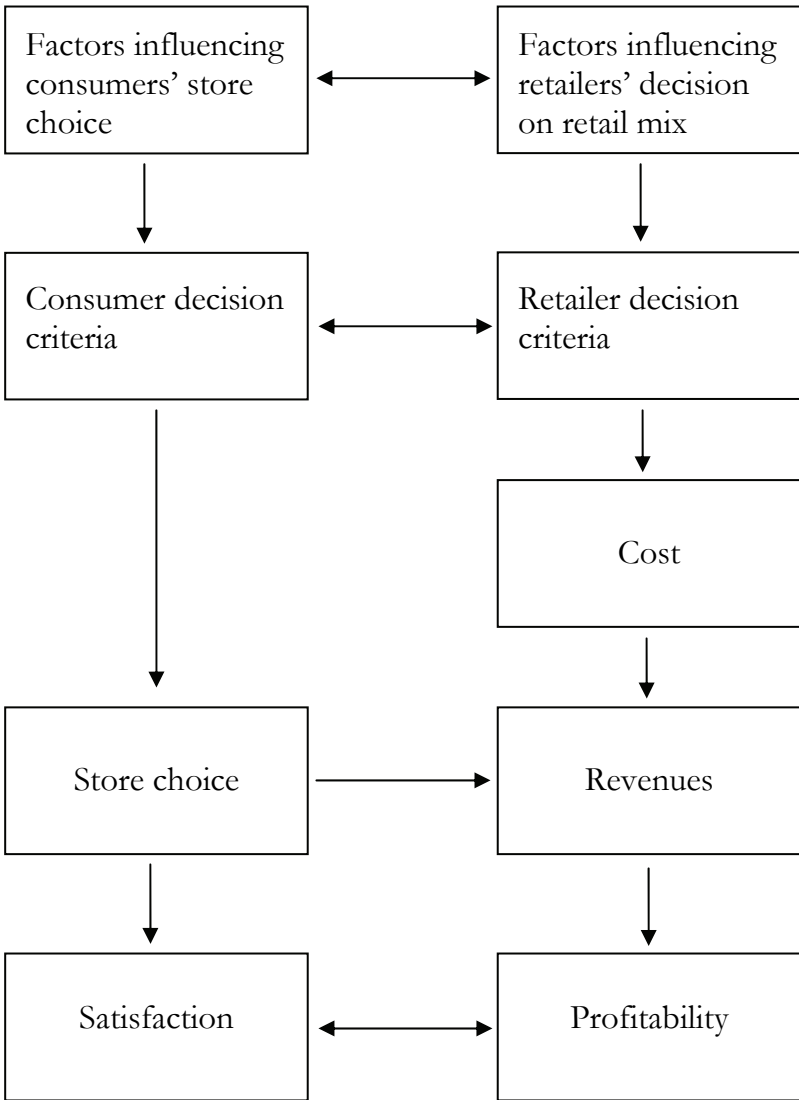 Factors influencing
consumers’ store
choice
Factors influencing
retailers’ decision
on retail mix
Consumer decision
criteria
Retailer decision
criteria
Cost
Store choice
Revenues
Satisfaction
Profitability